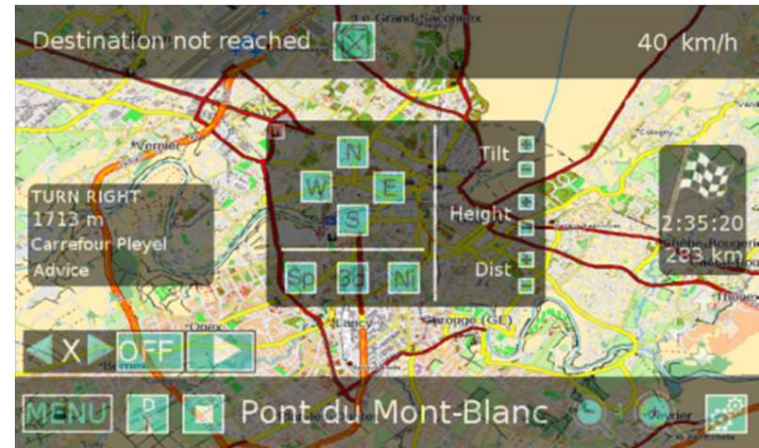 Le Grand-Saconnex
Destination not reached
40 km/h
Vernier
N
W E
S
Tilt
Height
Dist
Sp 3d Ni
TURN RIGHT
1713 m
Carrefour Pleyel
Advice
2:35:20
283 km
Onex
Lancy
Carouge (GE)
X OFF
MENU P Pont du Mont-Blanc
Veyrier